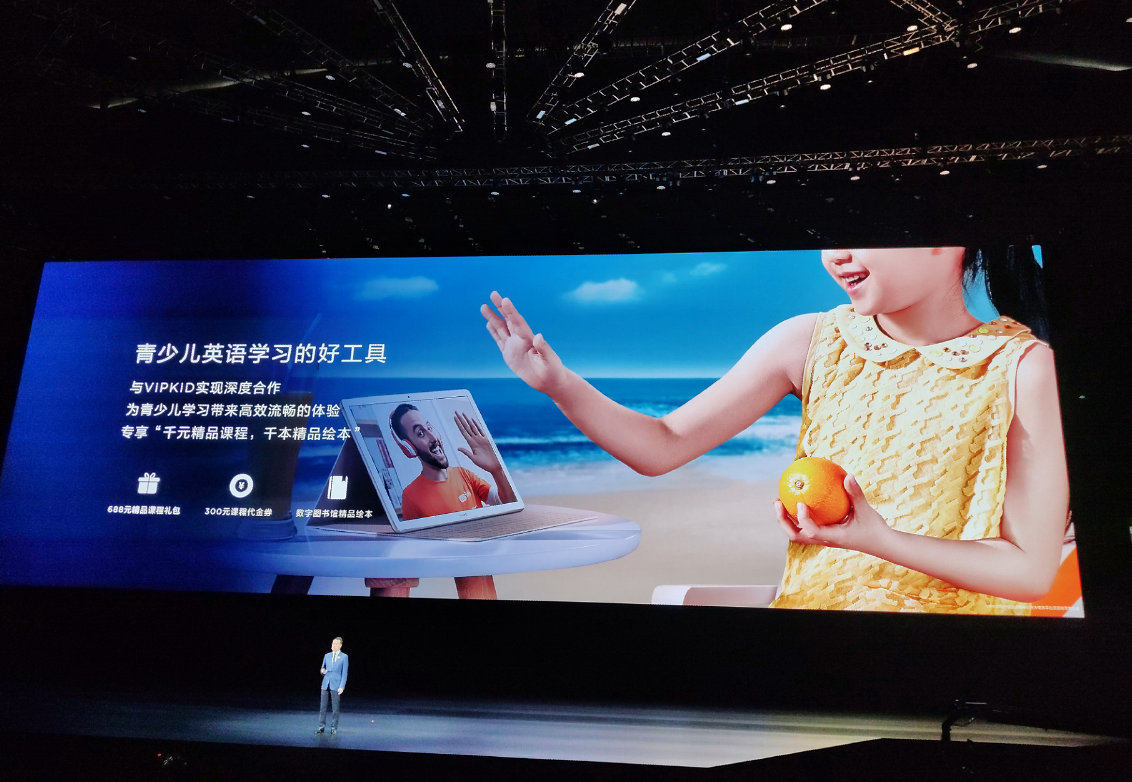 青少儿英语学习的好工具
与VIPKID实现深度合作
为青少儿学习带来高效流畅的体验
专享“千元精品课程，千本精品绘本”
688元精品课程礼包
300元课程代金券
数字图书馆精品绘本